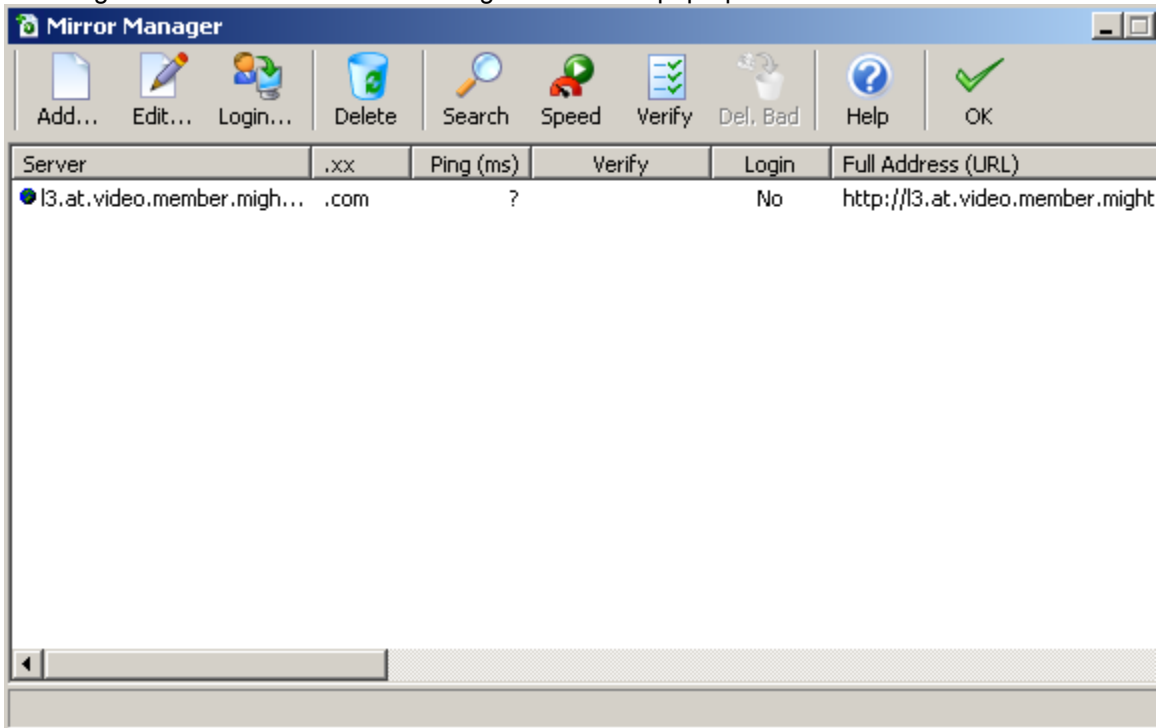 Mirror Manager
Add... Edit... Login... Delete Search Speed Verify Del. Bad Help OK
Server .xx Ping (ms) Verify Login Full Address (URL)
l3.at.video.member.migh... .com ? No http://l3.at.video.member.might